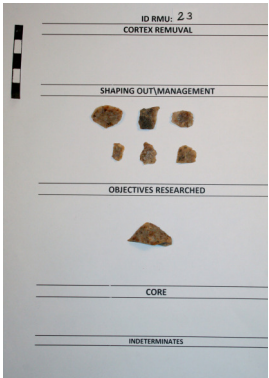 ID RMU: 23
CORTEX REMUVAL
SHAPING OUT\MANAGEMENT
OBJECTIVES RESEARCHED
CORE
INDETERMINATES